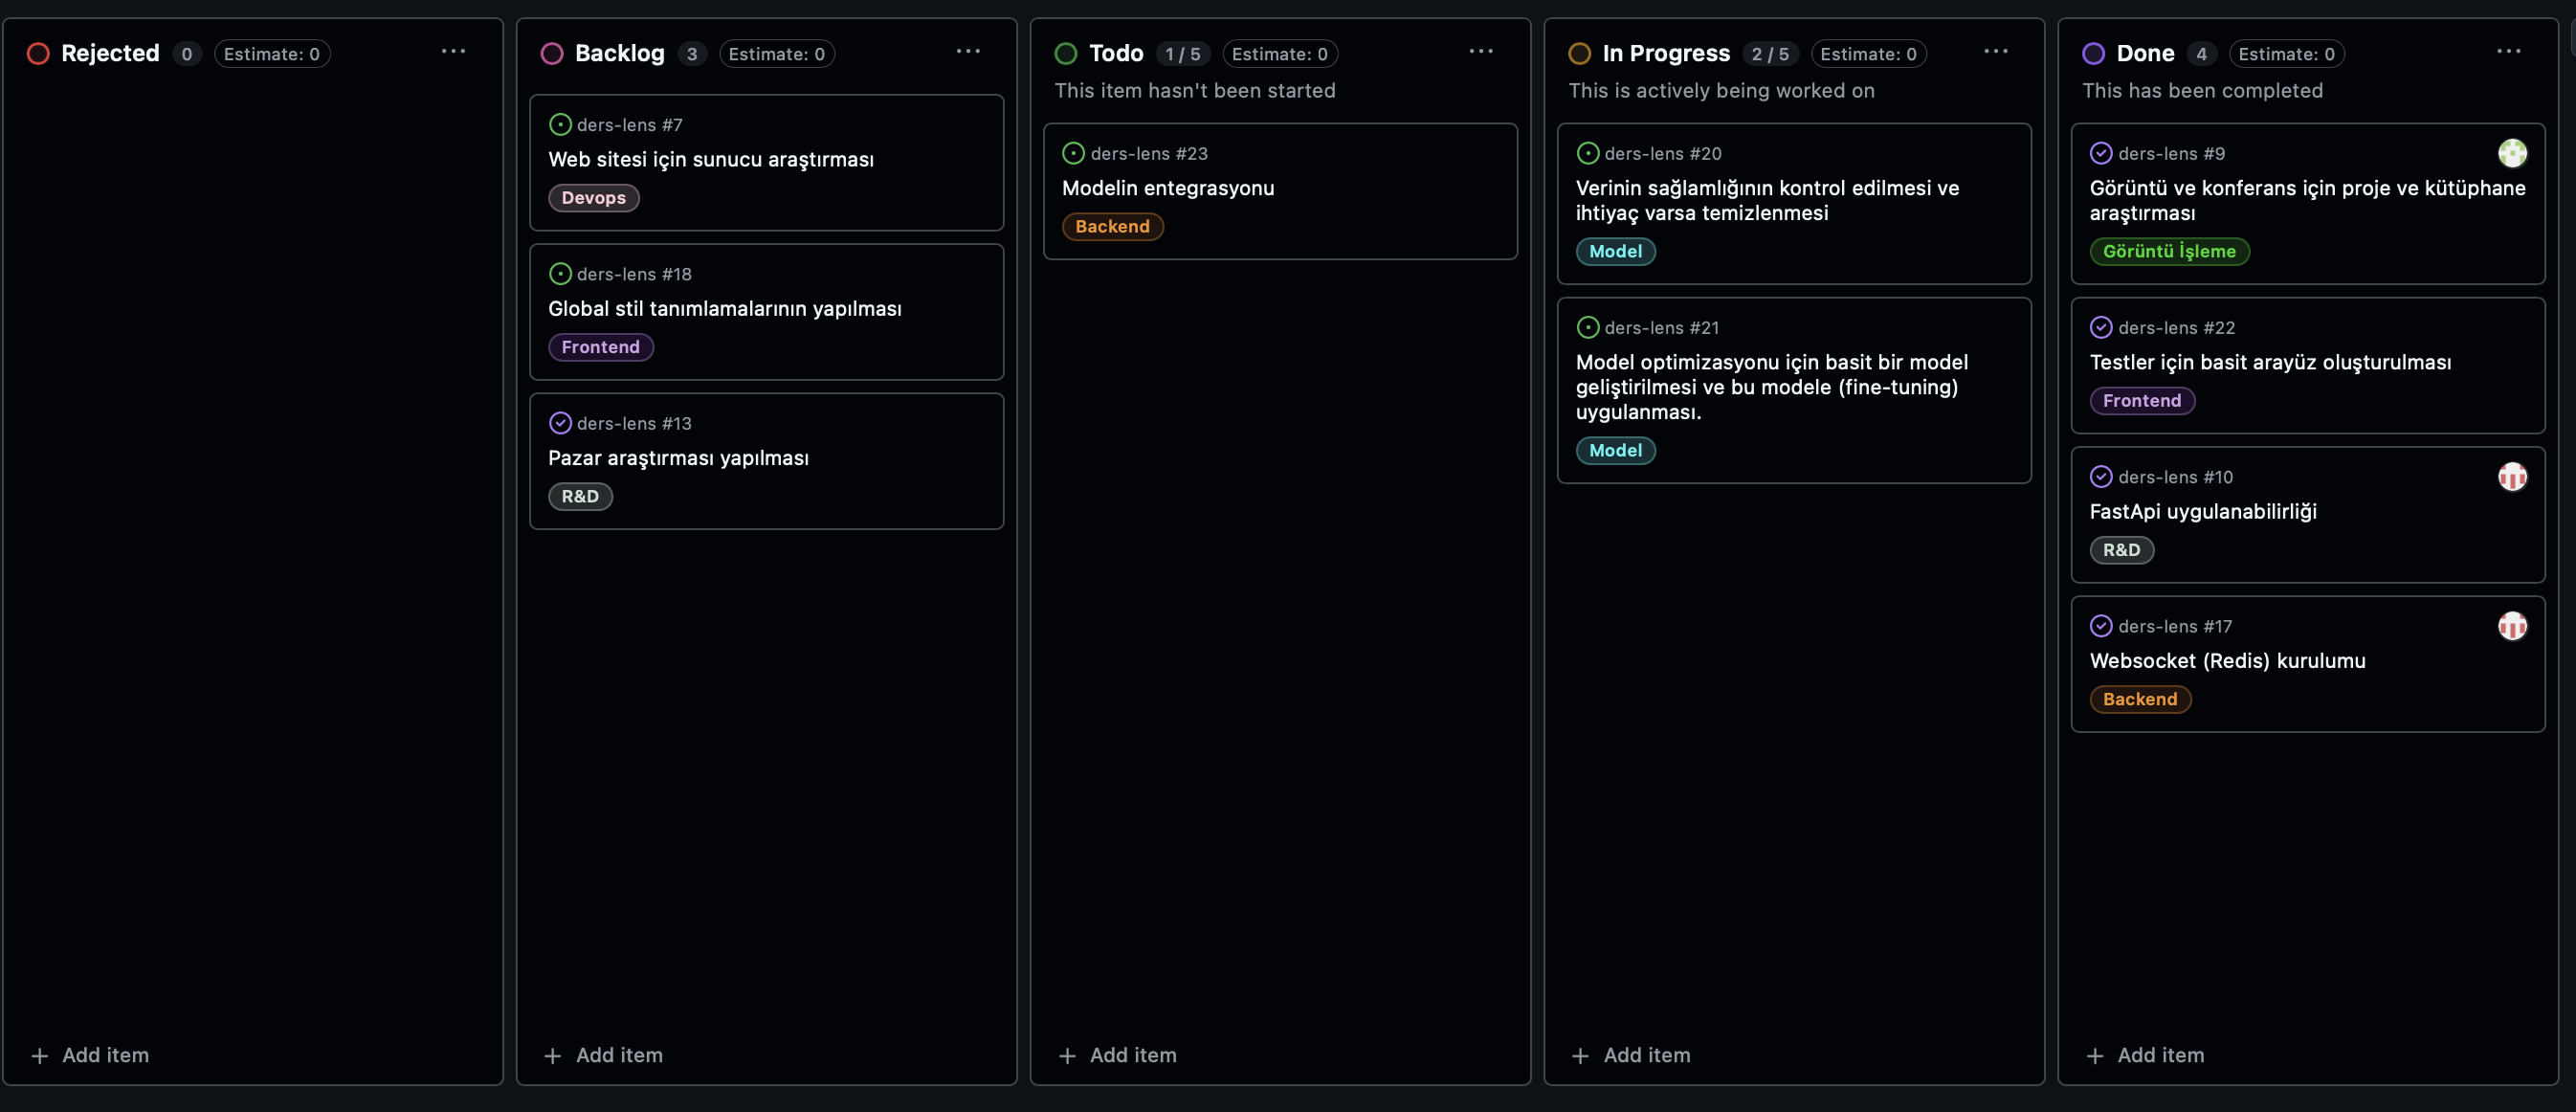 Rejected 0 Estimate: 0
Add item
Backlog 3 Estimate: 0
ders-lens #7
Web sitesi için sunucu araştırması
Devops
ders-lens #18
Global stil tanımlamalarının yapılması
Frontend
ders-lens #13
Pazar araştırması yapılması
R&D
Add item
Todo 1 / 5 Estimate: 0
This item hasn't been started
ders-lens #23
Modelin entegrasyonu
Backend
Add item
In Progress 2 / 5 Estimate: 0
This is actively being worked on
ders-lens #20
Verinin sağlamlığının kontrol edilmesi ve
ihtiyaç varsa temizlenmesi
Model
ders-lens #21
Model optimizasyonu için basit bir model
geliştirilmesi ve bu modele (fine-tuning)
uygulanması.
Model
Add item
Done 4 Estimate: 0
This has been completed
ders-lens #9
Görüntü ve konferans için proje ve kütüphane
araştırması
Görüntü İşleme
ders-lens #22
Testler için basit arayüz oluşturulması
Frontend
ders-lens #10
FastApi uygulanabilirliği
R&D
ders-lens #17
Websocket (Redis) kurulumu
Backend
Add item